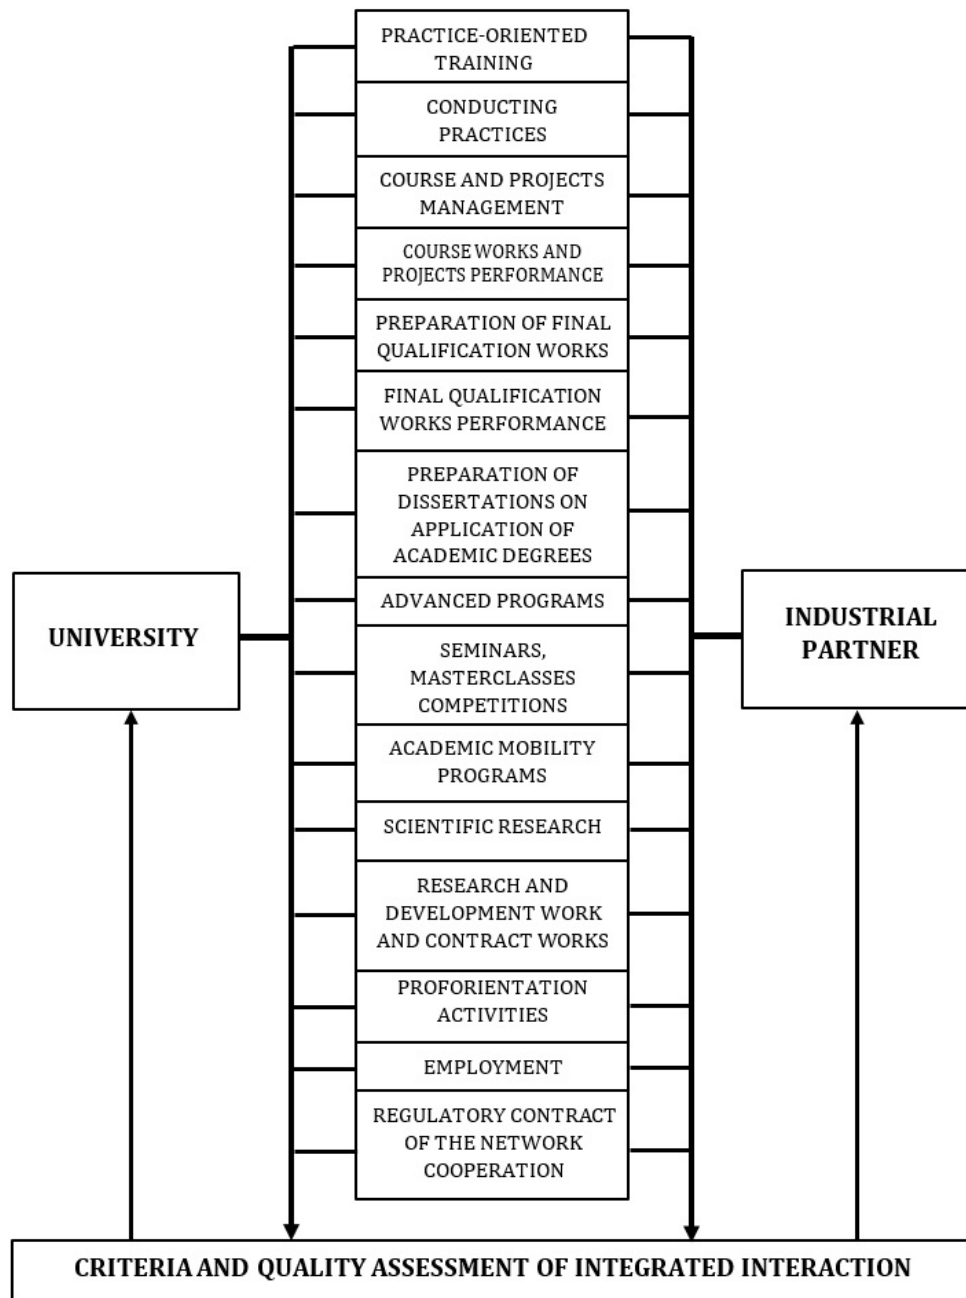 PRACTICE-ORIENTED
TRAINING
CONDUCTING
PRACTICES
COURSE AND PROJECTS
MANAGEMENT
COURSE WORKS AND
PROJECTS PERFORMANCE
PREPARATION OF FINAL
QUALIFICATION WORKS
FINAL QUALIFICATION
WORKS PERFORMANCE
PREPARATION OF
DISSERTATIONS ON
APPLICATION OF
ACADEMIC DEGREES
ADVANCED PROGRAMS
UNIVERSITY
INDUSTRIAL
PARTNER
SEMINARS,
MASTERCLASSES
COMPETITIONS
ACADEMIC MOBILITY
PROGRAMS
SCIENTIFIC RESEARCH
RESEARCH AND
DEVELOPMENT WORK
AND CONTRACT WORKS
PROFORIENTATION
ACTIVITIES
EMPLOYMENT
REGULATORY CONTRACT
OF THE NETWORK
COOPERATION
CRITERIA AND QUALITY ASSESSMENT OF INTEGRATED INTERACTION